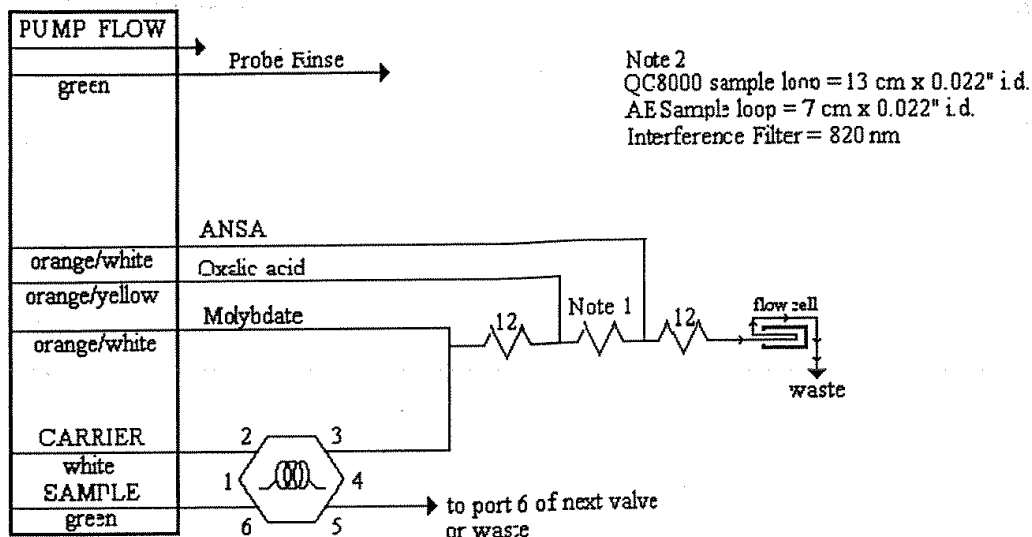 PUMP FLOW
Probe Rinse
green
Note 2
QC8000 sample loop = 13 cm x 0.022" i.d.
AE Sample loop = 7 cm x 0.022" i.d.
Interference Filter = 820 nm
ANSA
orange/white
Oxalic acid
orange/yellow
Molybdate
orange/white
12
Note 1
12
flow cell
waste
CARRIER
white
SAMPLE
green
2
3
1
4
6
5
to port 6 of next valve
or waste